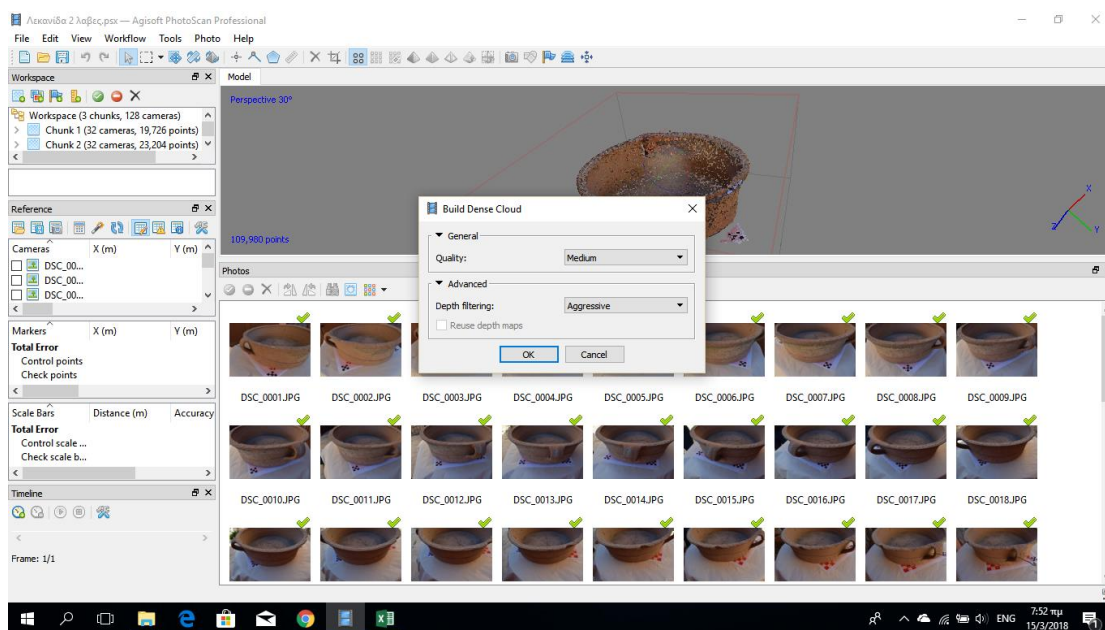 Λεκανίδα 2 λαβες.psx — Agisoft PhotoScan Professional
File Edit View Workflow Tools Photo Help
Workspace
Workspace (3 chunks, 128 cameras)
Chunk 1 (32 cameras, 19,726 points)
Chunk 2 (32 cameras, 23,204 points)
Reference
Cameras X (m) Y (m)
DSC_00...
DSC_00...
DSC_00...
Markers X (m) Y (m)
Total Error
Control points
Check points
Scale Bars Distance (m) Accuracy
Total Error
Control scale ...
Check scale b...
Timeline
Frame: 1/1
Model
Perspective 30°
109,980 points
X
Y
Z
Build Dense Cloud
General
Quality: Medium
Advanced
Depth filtering: Aggressive
Reuse depth maps
OK Cancel
Photos
DSC_0001.JPG DSC_0002.JPG DSC_0003.JPG DSC_0004.JPG DSC_0005.JPG DSC_0006.JPG DSC_0007.JPG DSC_0008.JPG DSC_0009.JPG
DSC_0010.JPG DSC_0011.JPG DSC_0012.JPG DSC_0013.JPG DSC_0014.JPG DSC_0015.JPG DSC_0016.JPG DSC_0017.JPG DSC_0018.JPG
ENG 7:52 πμ
15/3/2018